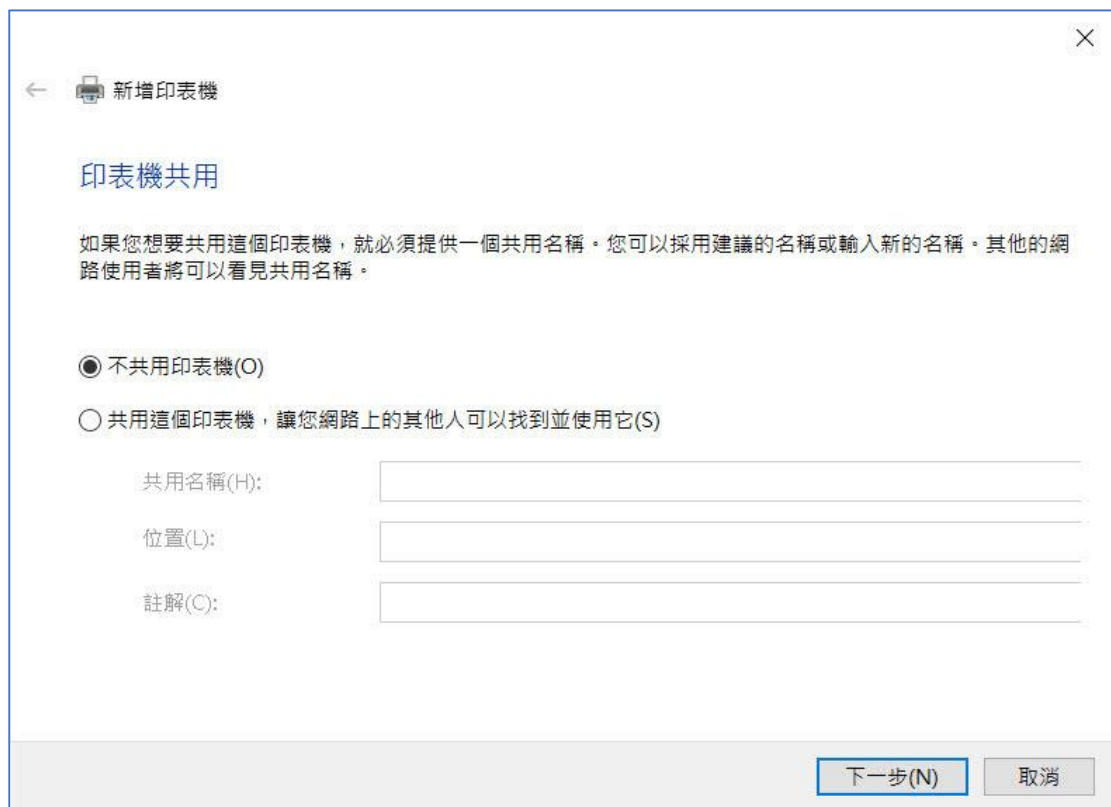 新增印表機
印表機共用
如果您想要共用這個印表機，就必須提供一個共用名稱。您可以採用建議的名稱或輸入新的名稱。其他的網
路使用者將可以看見共用名稱。
不共用印表機(O)
共用這個印表機，讓您網路上的其他人可以找到並使用它(S)
共用名稱(H):
位置(L):
註解(C):
下一步(N) 取消